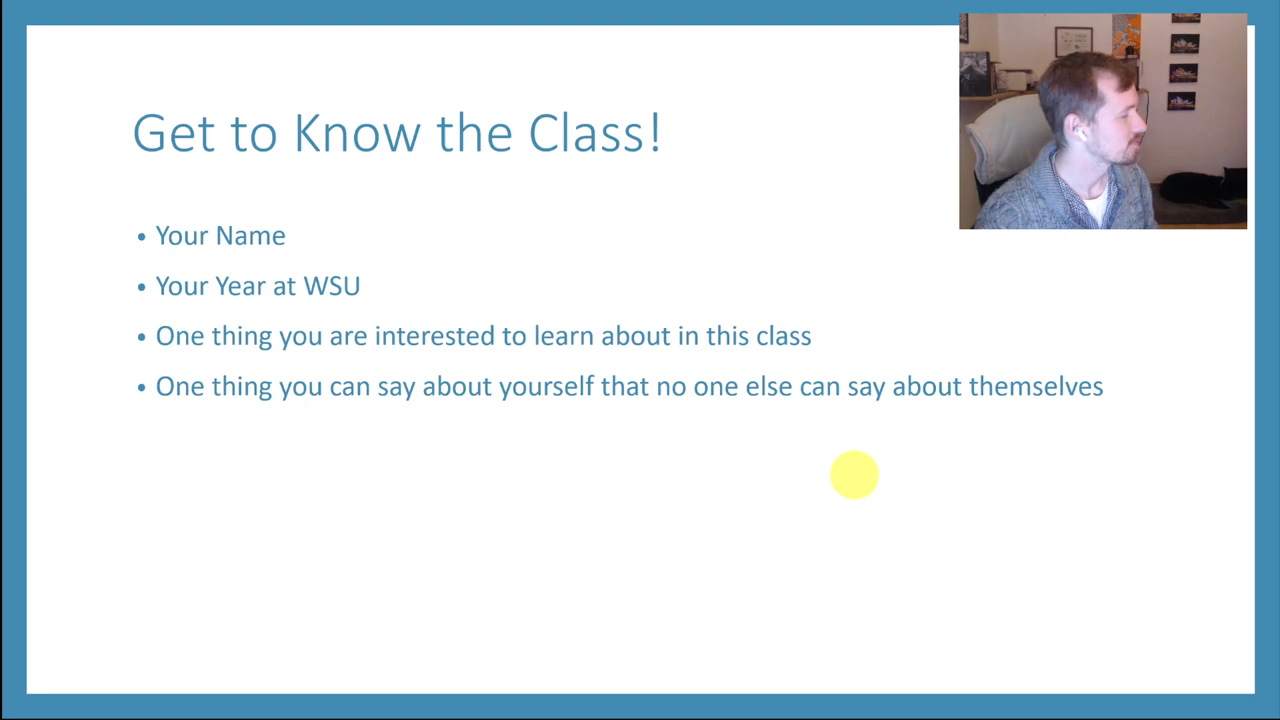 Get to Know the Class!
• Your Name
• Your Year at WSU
• One thing you are interested to learn about in this class
• One thing you can say about yourself that no one else can say about themselves